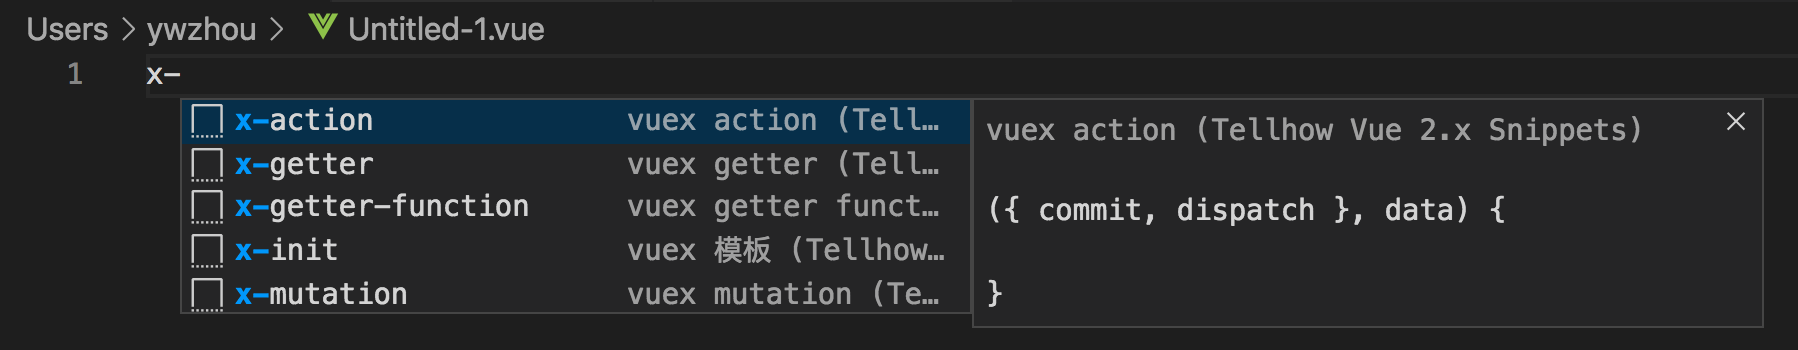 Users > ywzhou > Untitled-1.vue
1 x-
x-action vuex action (Tell…
x-getter vuex getter (Tell…
x-getter-function vuex getter funct…
x-init vuex 模板 (Tellhow…
x-mutation vuex mutation (Te…
vuex action (Tellhow Vue 2.x Snippets)
({ commit, dispatch }, data) {
}